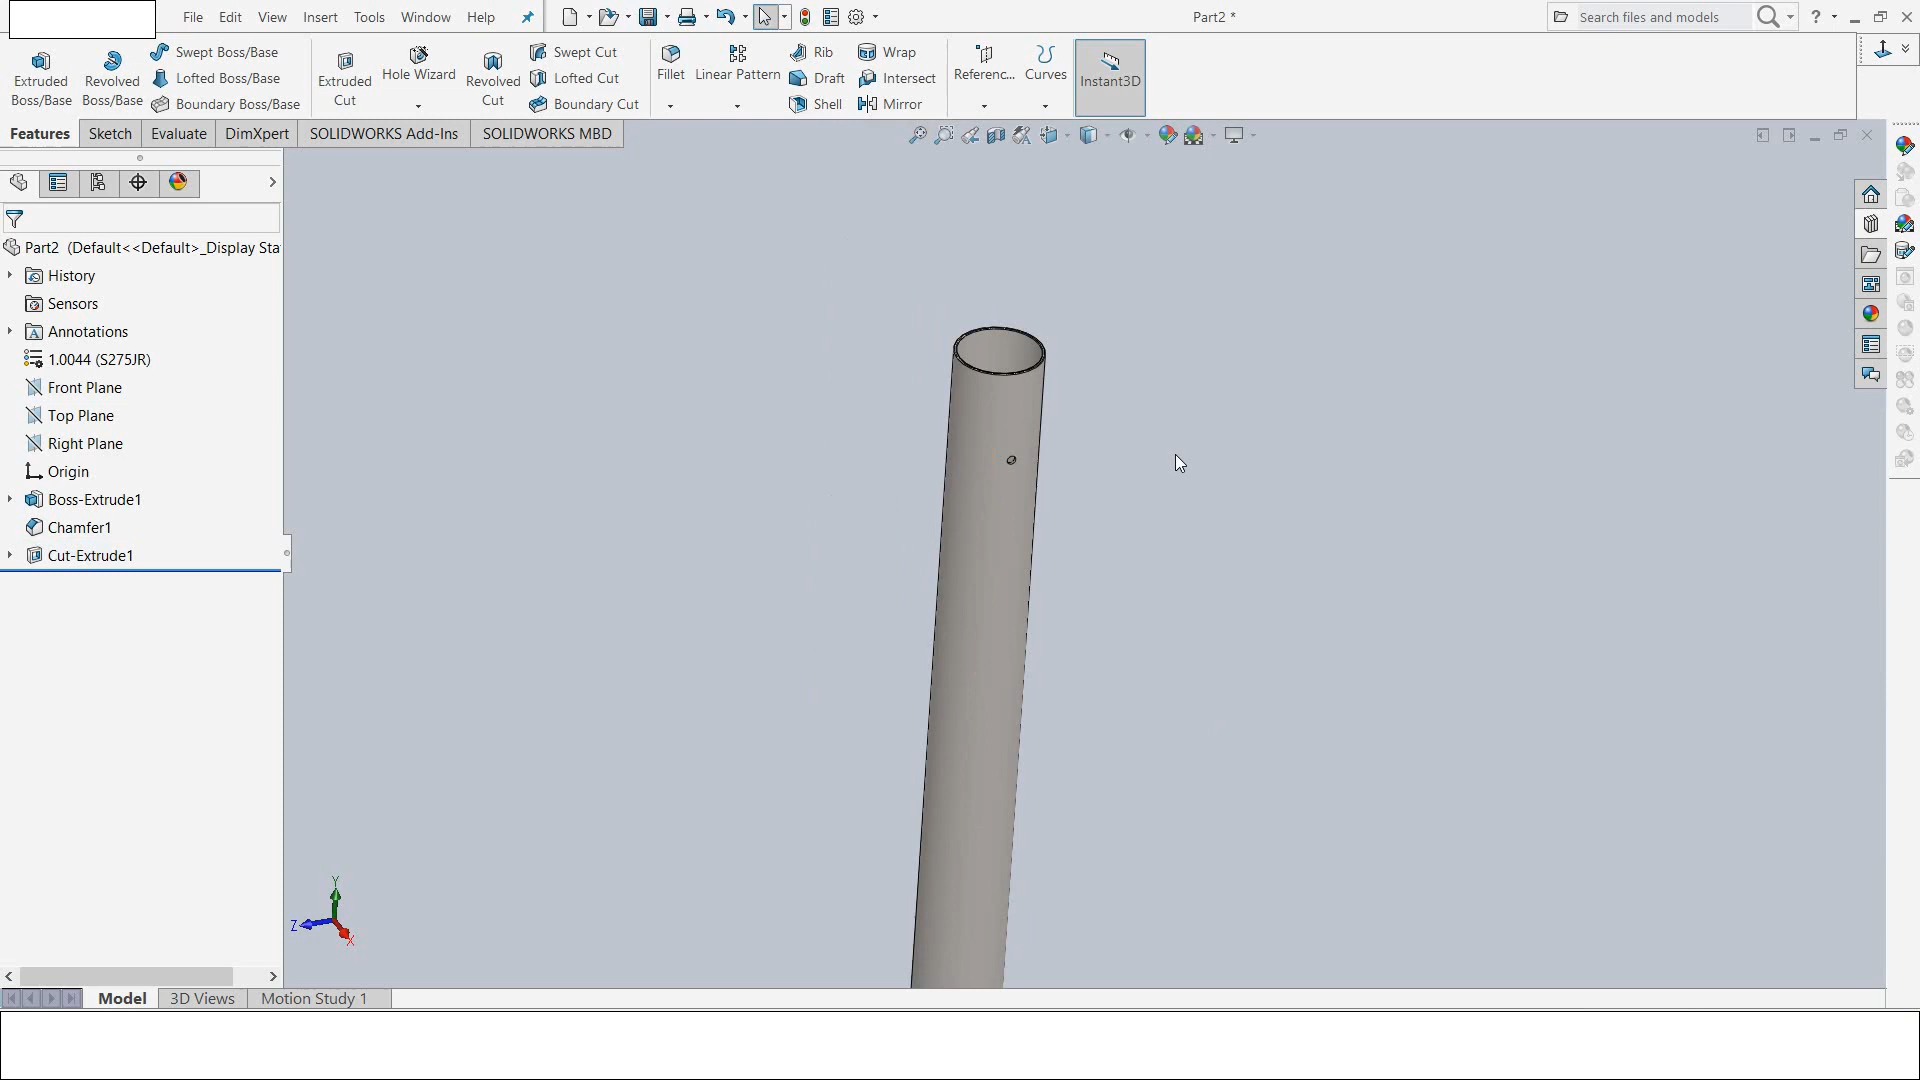 File Edit View Insert Tools Window Help
Part2 *
Search files and models
?
Extruded Boss/Base
Revolved Boss/Base
Swept Boss/Base
Lofted Boss/Base
Boundary Boss/Base
Extruded Cut
Hole Wizard
Revolved Cut
Swept Cut
Lofted Cut
Boundary Cut
Fillet
Linear Pattern
Rib
Draft
Shell
Wrap
Intersect
Mirror
Referenc...
Curves
Instant3D
Features Sketch Evaluate DimXpert SOLIDWORKS Add-Ins SOLIDWORKS MBD
Part2 (Default<<Default>_Display Sta
History
Sensors
A Annotations
1.0044 (S275JR)
Front Plane
Top Plane
Right Plane
Origin
Boss-Extrude1
Chamfer1
Cut-Extrude1
Y
Z
X
Model 3D Views Motion Study 1